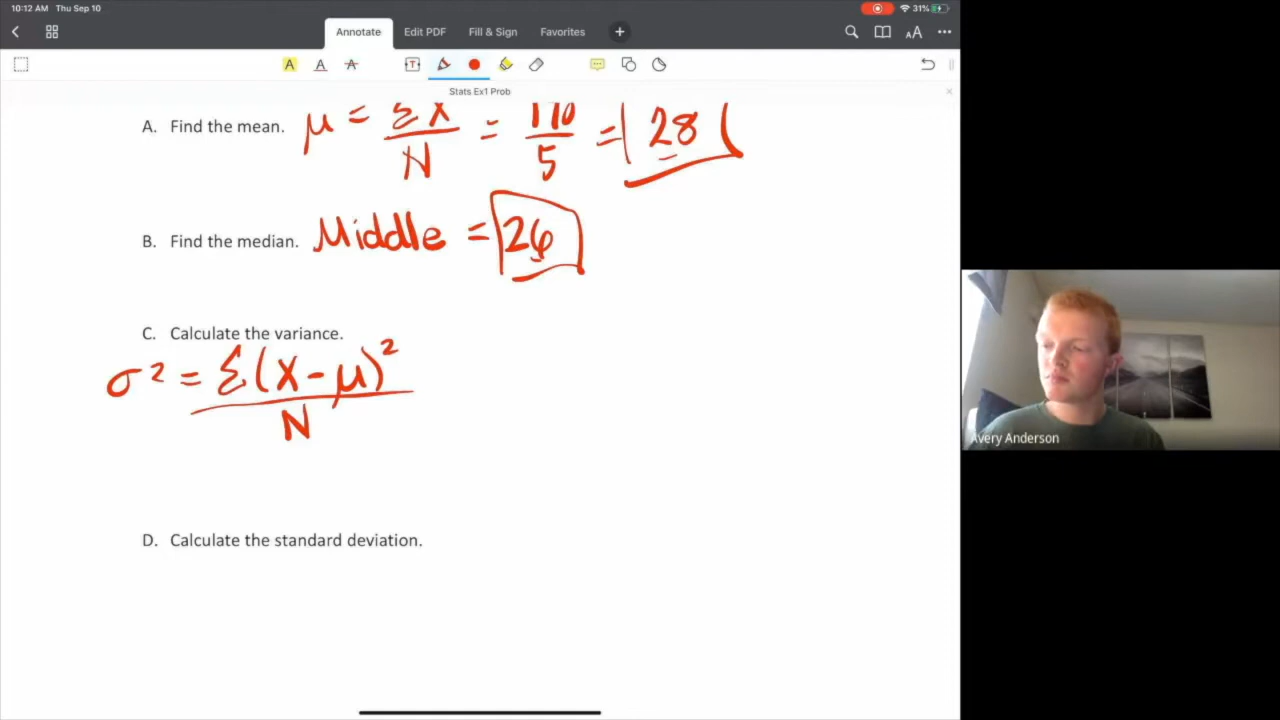 10:12 AM Thu Sep 10
31%
Annotate Edit PDF Fill & Sign Favorites
Stats Ex1 Prob
A. Find the mean. μ = Σx = = 28
N 5
B. Find the median. Middle = 26
C. Calculate the variance.
σ² = Σ(x-μ)²
N
D. Calculate the standard deviation.
Avery Anderson